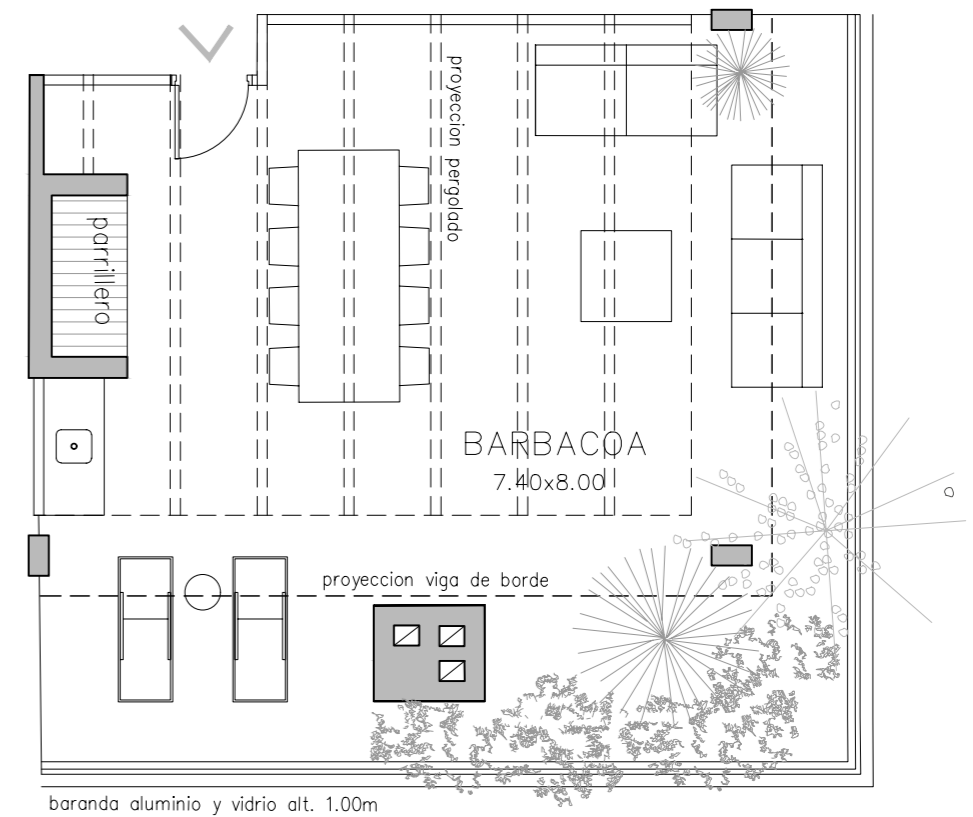 proyeccion pergolado
parrillero
BARBACOA
7.40x8.00
proyeccion viga de borde
baranda aluminio y vidrio alt. 1.00m